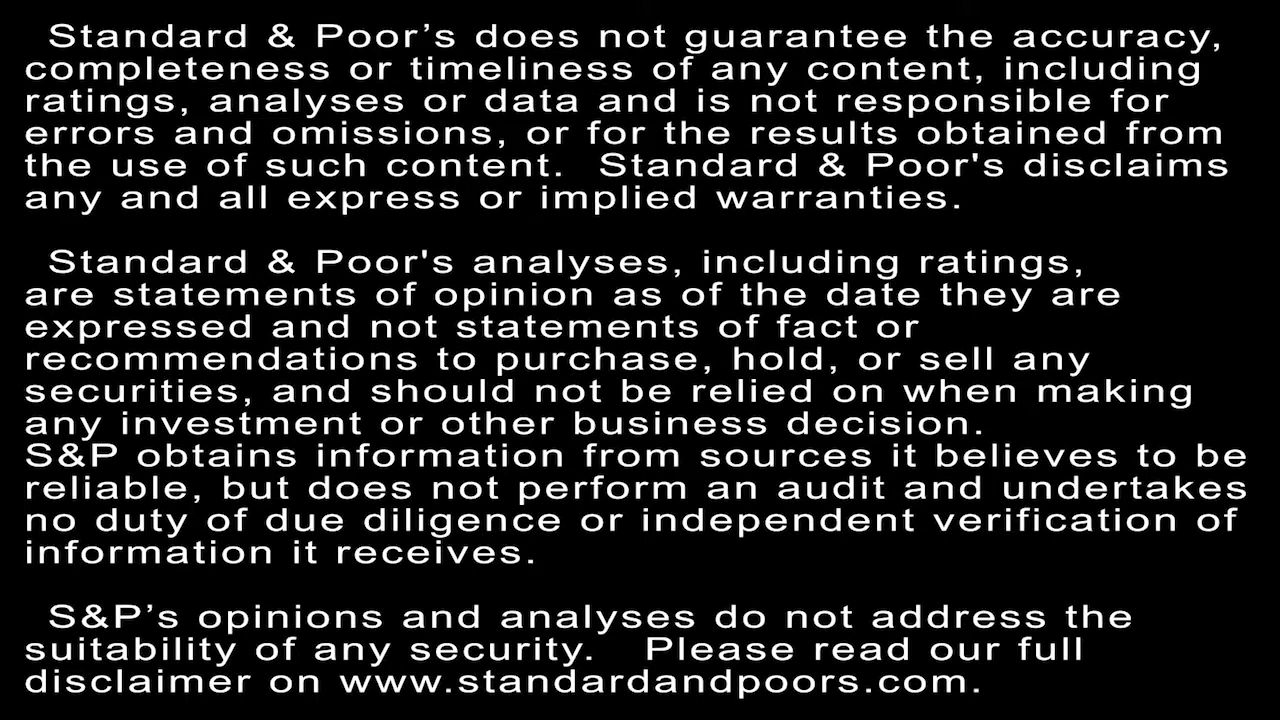 Standard & Poor’s does not guarantee the accuracy,
completeness or timeliness of any content, including
ratings, analyses or data and is not responsible for
errors and omissions, or for the results obtained from
the use of such content.  Standard & Poor's disclaims
any and all express or implied warranties.
Standard & Poor's analyses, including ratings,
are statements of opinion as of the date they are
expressed and not statements of fact or
recommendations to purchase, hold, or sell any
securities, and should not be relied on when making
any investment or other business decision.
S&P obtains information from sources it believes to be
reliable, but does not perform an audit and undertakes
no duty of due diligence or independent verification of
information it receives.
S&P’s opinions and analyses do not address the
suitability of any security.   Please read our full
disclaimer on www.standardandpoors.com.